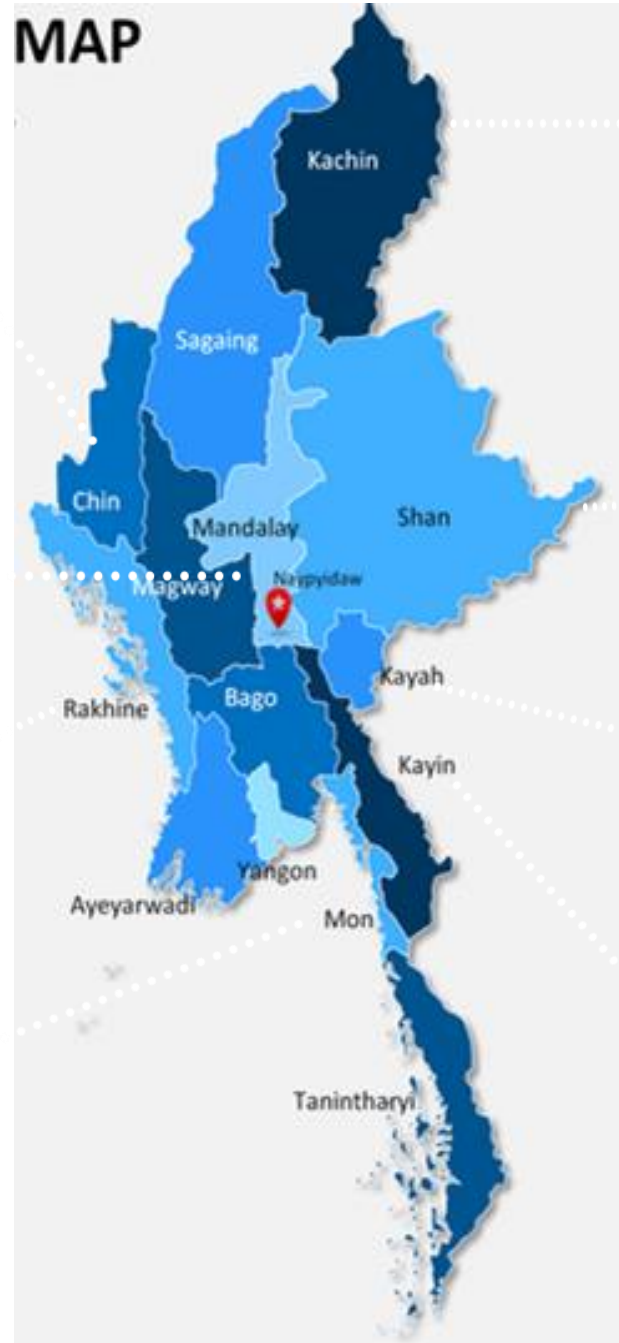 MAP
Kachin
Sagaing
Chin
Mandalay
Shan
Naypyidaw
Magway
Kayah
Bago
Rakhine
Kayin
Yangon
Ayeyarwadi
Mon
Tanintharyi